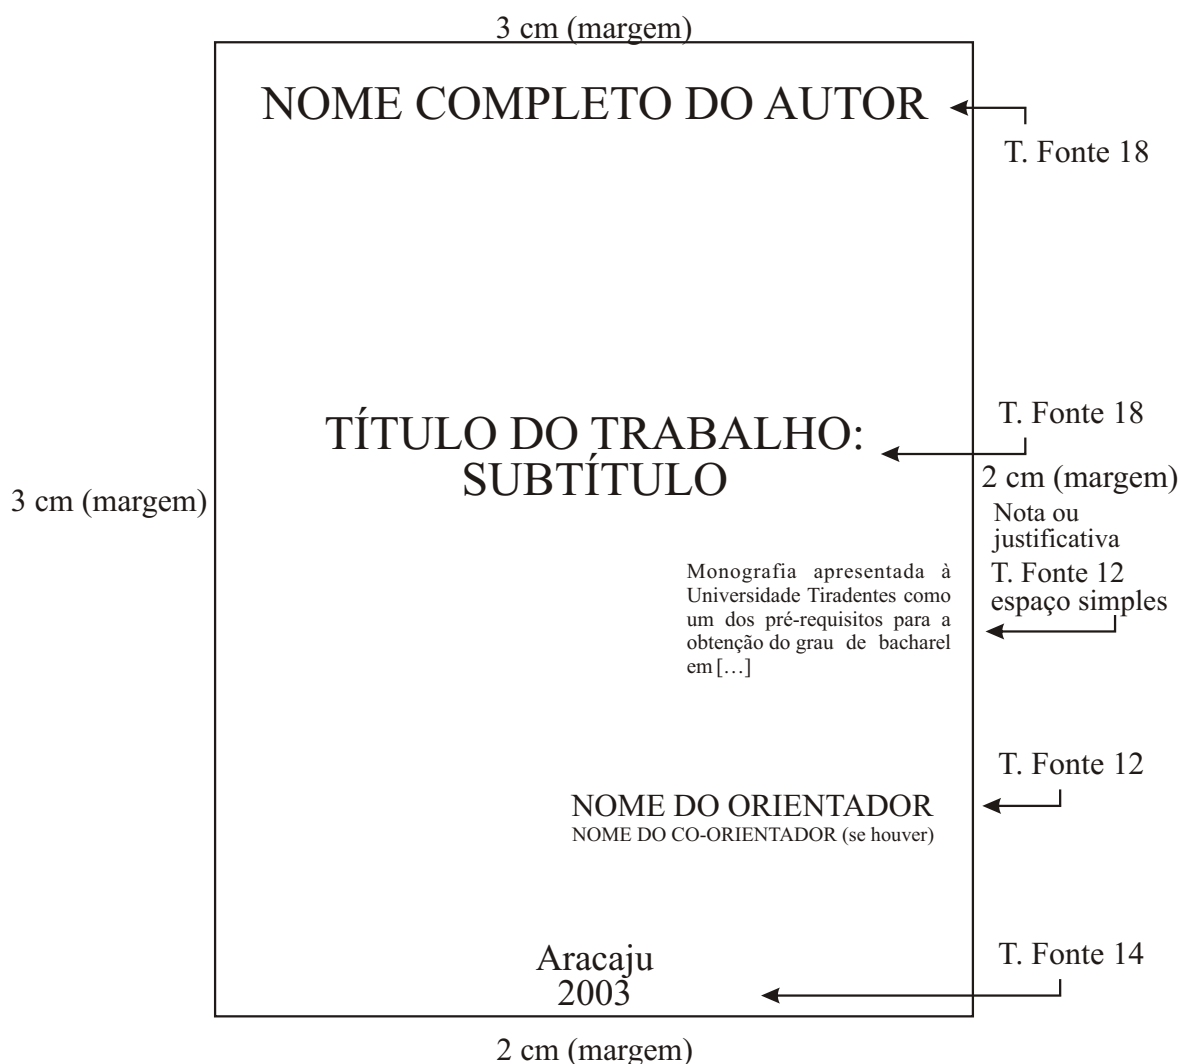 3 cm (margem)
NOME COMPLETO DO AUTOR
T. Fonte 18
TÍTULO DO TRABALHO:
SUBTÍTULO
T. Fonte 18
3 cm (margem)
2 cm (margem)
Nota ou
justificativa
T. Fonte 12
espaço simples
Monografia apresentada à
Universidade Tiradentes como
um dos pré-requisitos para a
obtenção do grau de bacharel
em […]
T. Fonte 12
NOME DO ORIENTADOR
NOME DO CO-ORIENTADOR (se houver)
T. Fonte 14
Aracaju
2003
2 cm (margem)